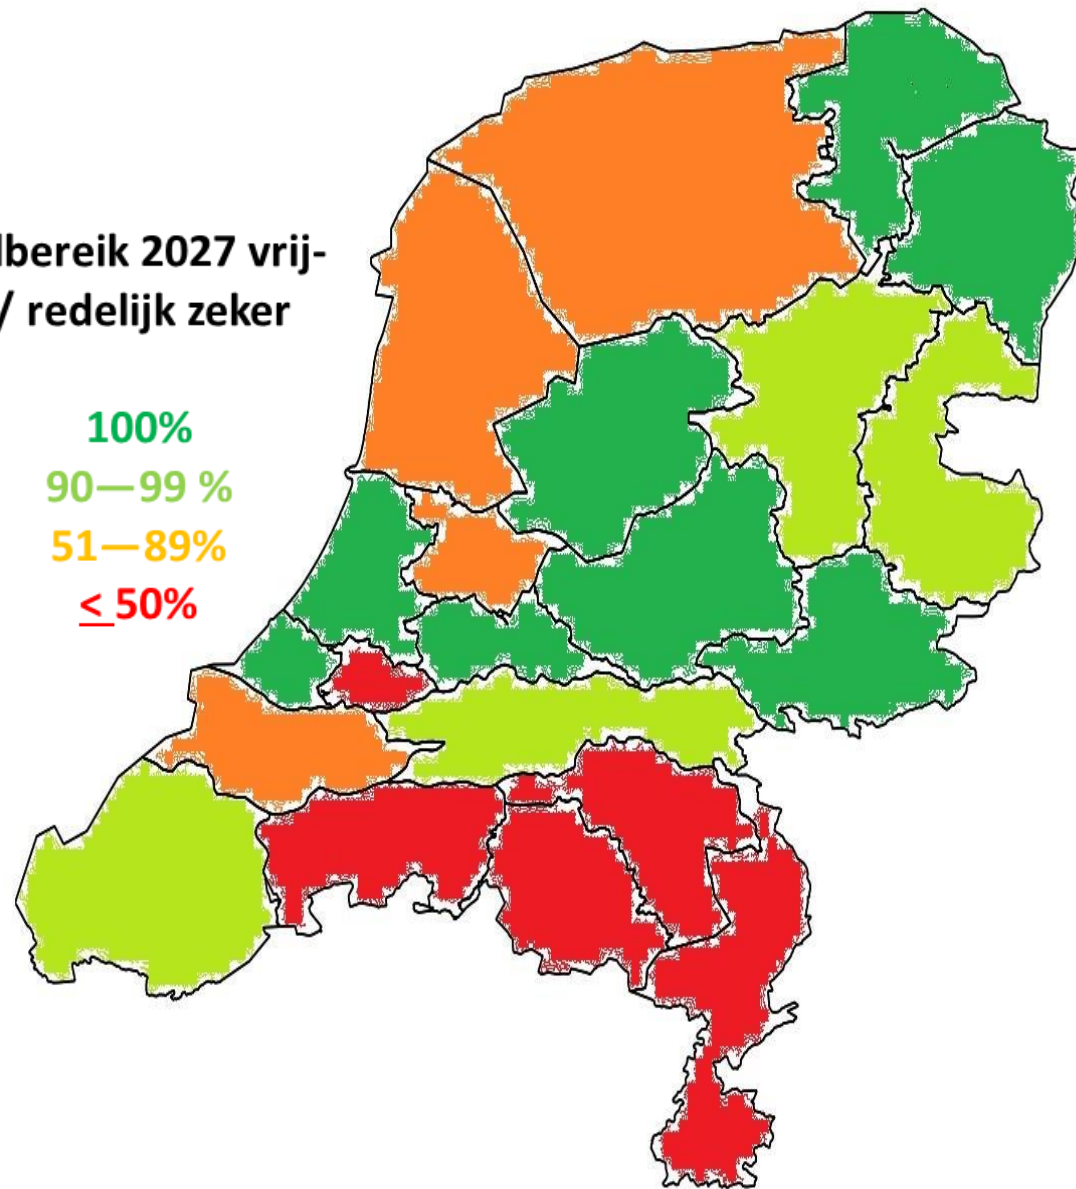 lbereik 2027 vrij-
/ redelijk zeker
100%
90—99 %
51—89%
< 50%